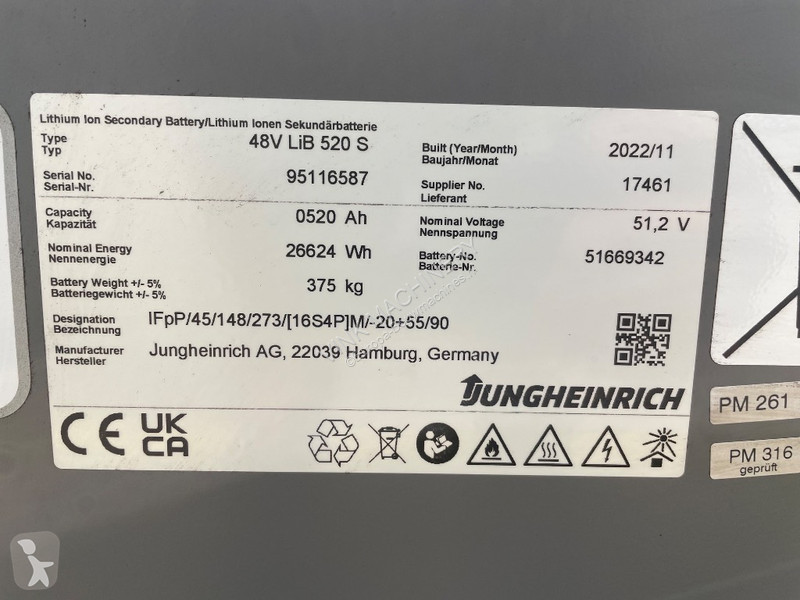 Lithium Ion Secondary Battery/Lithium Ionen Sekundärbatterie
Type 48V LiB 520 S Built (Year/Month) 2022/11
Typ Baujahr/Monat
Serial No. 95116587 Supplier No. 17461
Serial-Nr. Lieferant
Capacity 0520 Ah Nominal Voltage 51,2 V
Kapazität Nennspannung
Nominal Energy 26624 Wh Battery-No. 51669342
Nennenergie Batterie-Nr.
Battery Weight +/- 5% 375 kg
Batteriegewicht +/- 5%
Designation IFpP/45/148/273/[16S4P]M/-20+55/90
Bezeichnung
Manufacturer Jungheinrich AG, 22039 Hamburg, Germany
Hersteller
JUNGHEINRICH
CE UK
CA
PM 261
PM 316
geprüft